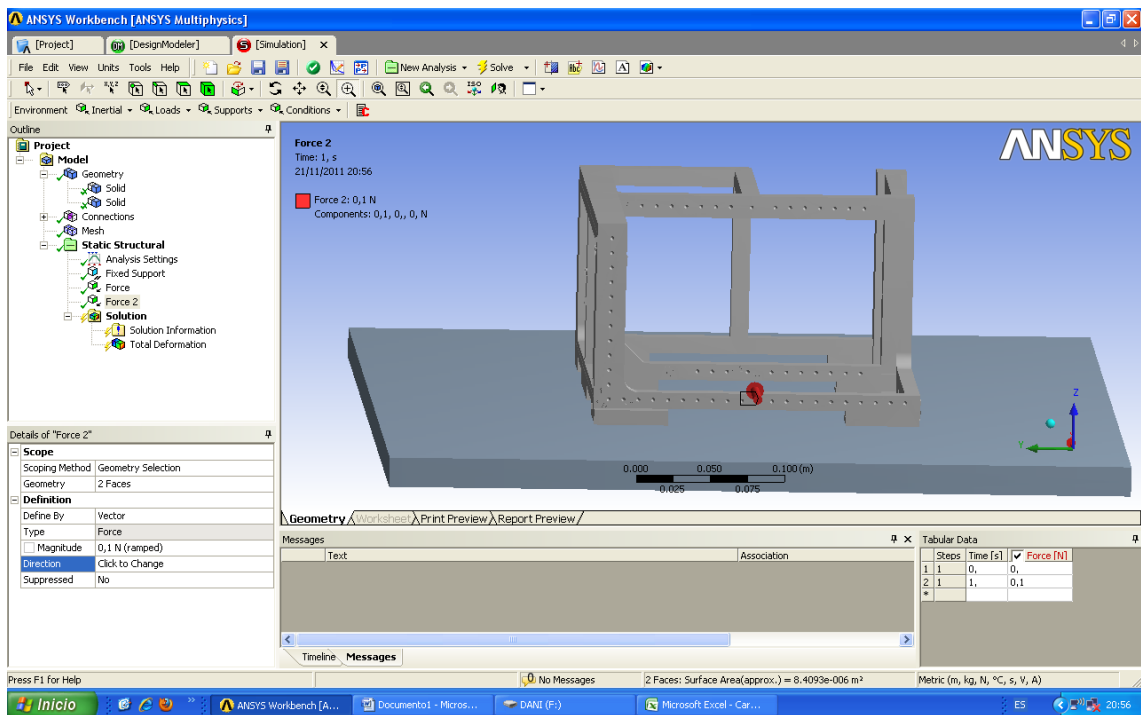 ANSYS Workbench [ANSYS Multiphysics]
[Project] [DesignModeler] [Simulation]
File Edit View Units Tools Help New Analysis Solve
Environment Inertial Loads Supports Conditions
Outline
Project
Model
Geometry
Solid
Solid
Connections
Mesh
Static Structural
Analysis Settings
Fixed Support
Force
Force 2
Solution
Solution Information
Total Deformation
Details of "Force 2"
Scope
Scoping Method Geometry Selection
Geometry 2 Faces
Definition
Define By Vector
Type Force
Magnitude 0,1 N (ramped)
Direction Click to Change
Suppressed No
Force 2
Time: 1, s
21/11/2011 20:56
Force 2: 0,1 N
Components: 0,1, 0,, 0, N
ANSYS
Z
Y
0.000 0.050 0.100 (m)
0.025 0.075
Geometry Worksheet Print Preview Report Preview
Messages
Text Association
Timeline Messages
Tabular Data
Steps Time [s] Force [N]
1 1 0, 0,
2 1 1, 0,1
*
Press F1 for Help No Messages 2 Faces: Surface Area(approx.) = 8.4093e-006 m² Metric (m, kg, N, °C, s, V, A)
Inicio ANSYS Workbench [A... Documento1 - Micros... DANI (F:) Microsoft Excel - Car... ES 20:56